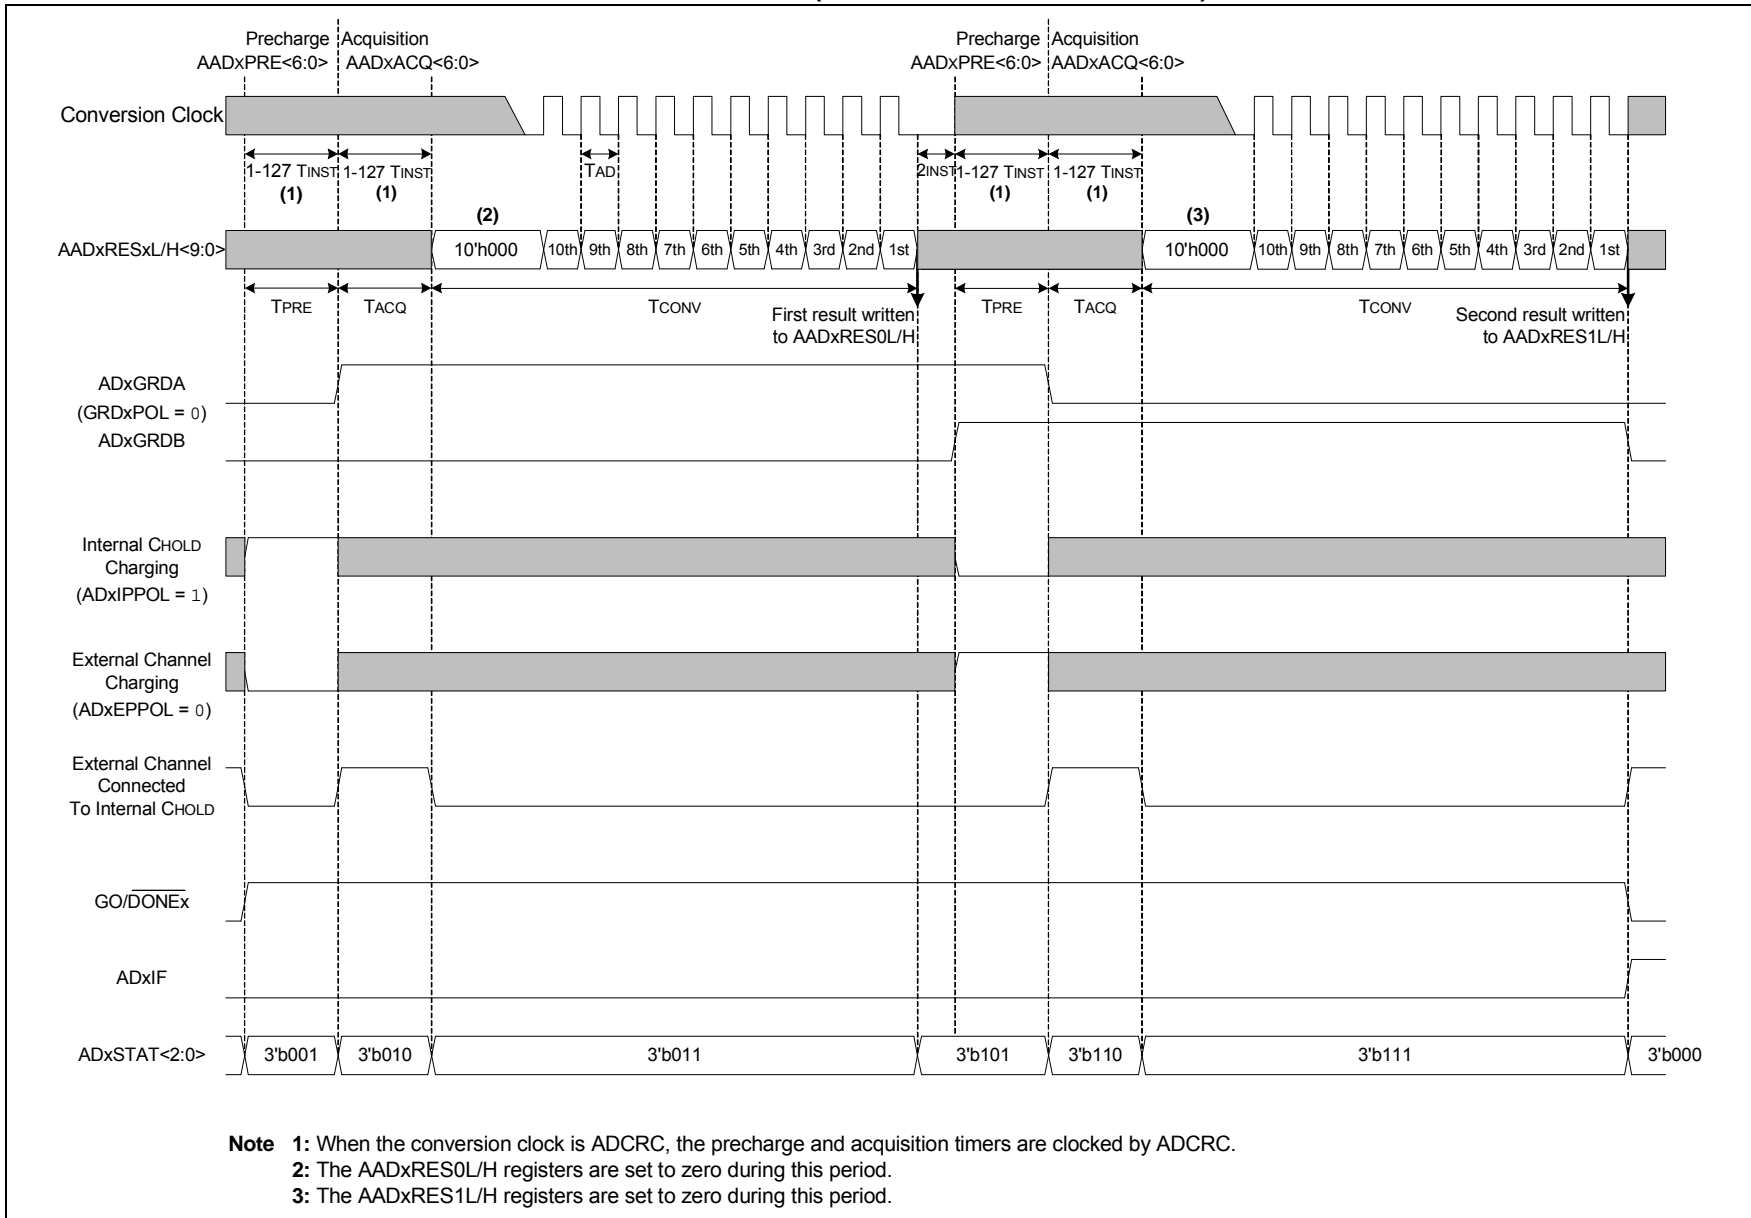 Precharge Acquisition Precharge Acquisition
AADxPRE<6:0> AADxACQ<6:0> AADxPRE<6:0> AADxACQ<6:0>
Conversion Clock
1-127 TINST 1-127 TINST TAD 2INST 1-127 TINST 1-127 TINST
(1) (1) (1) (1)
(2) (3)
AADxRESxL/H<9:0> 10'h000 10th 9th 8th 7th 6th 5th 4th 3rd 2nd 1st 10'h000 10th 9th 8th 7th 6th 5th 4th 3rd 2nd 1st
TPRE TACQ TCONV TPRE TACQ TCONV
First result written Second result written
to AADxRES0L/H to AADxRES1L/H
ADxGRDA
(GRDxPOL = 0)
ADxGRDB
Internal CHOLD
Charging
(ADxIPPOL = 1)
External Channel
Charging
(ADxEPPOL = 0)
External Channel
Connected
To Internal CHOLD
GO/DONEx
ADxIF
ADxSTAT<2:0> 3'b001 3'b010 3'b011 3'b101 3'b110 3'b111 3'b000
Note 1: When the conversion clock is ADCRC, the precharge and acquisition timers are clocked by ADCRC.
2: The AADxRES0L/H registers are set to zero during this period.
3: The AADxRES1L/H registers are set to zero during this period.